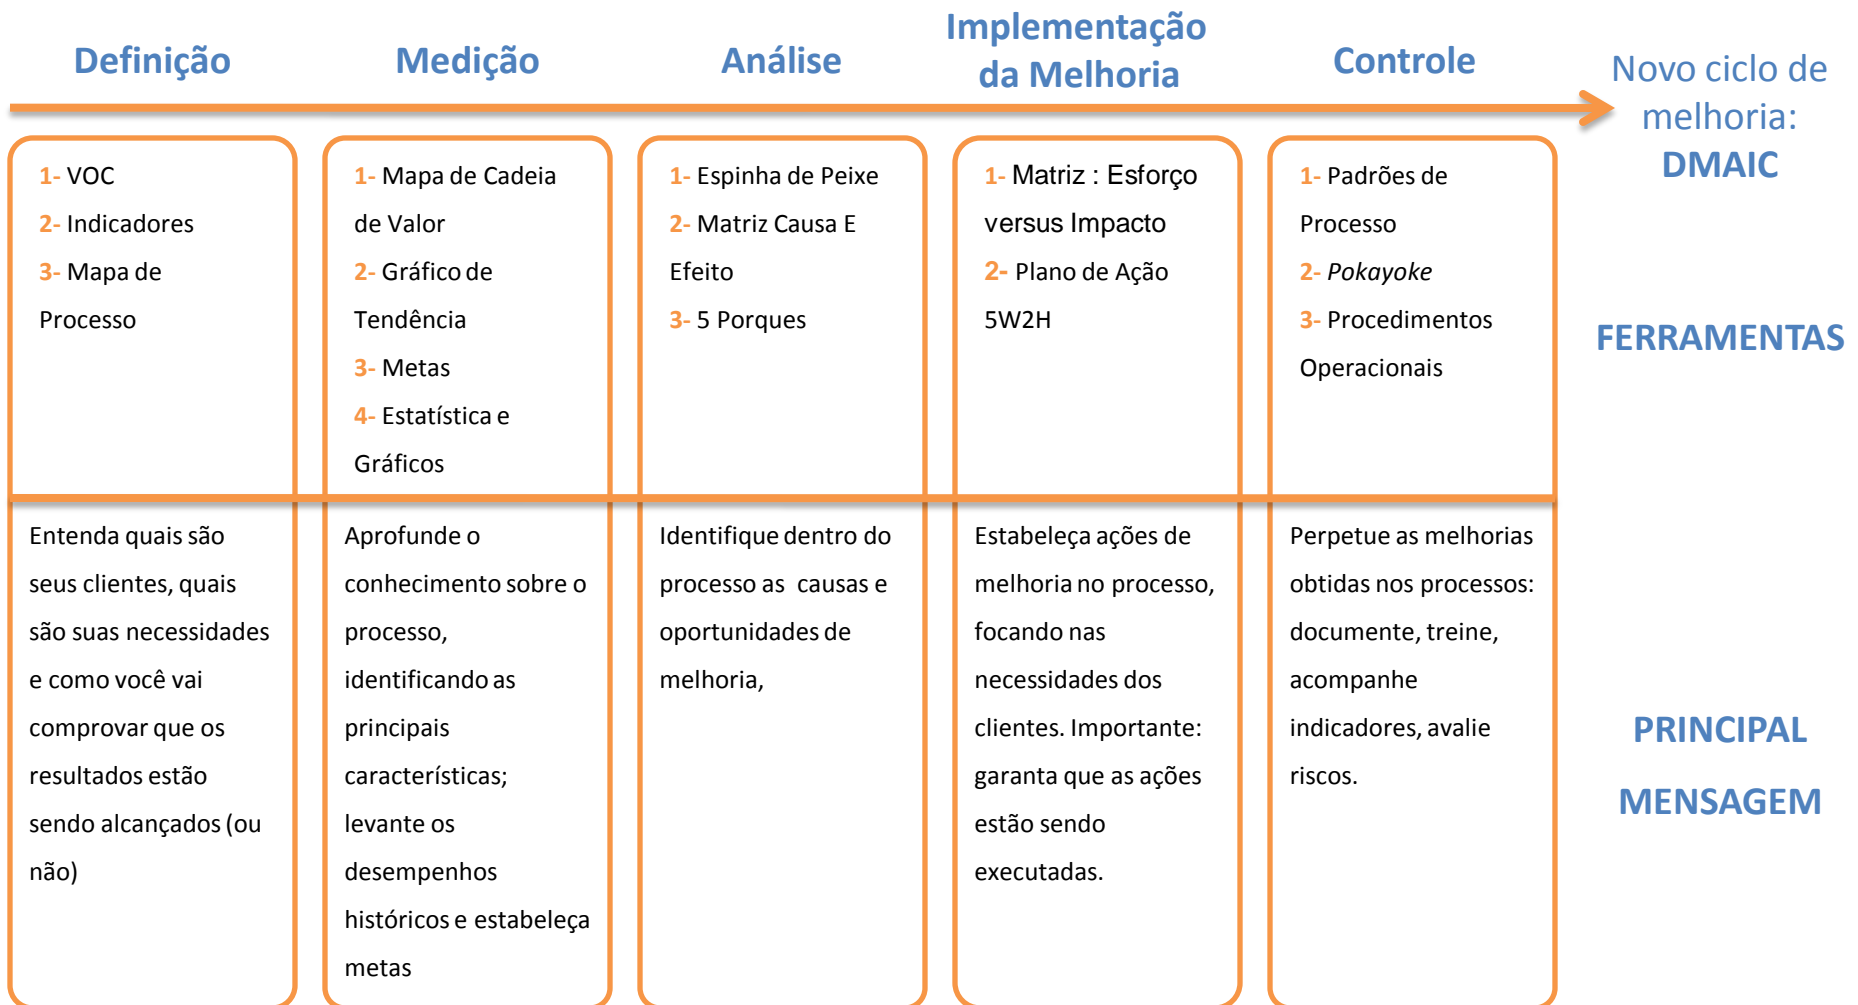 Definição
Medição
Análise
Implementação
da Melhoria
Controle
Novo ciclo de
melhoria:
DMAIC
1- VOC
2- Indicadores
3- Mapa de
Processo
1- Mapa de Cadeia
de Valor
2- Gráfico de
Tendência
3- Metas
4- Estatística e
Gráficos
1- Espinha de Peixe
2- Matriz Causa E
Efeito
3- 5 Porques
1- Matriz : Esforço
versus Impacto
2- Plano de Ação
5W2H
1- Padrões de
Processo
2- Pokayoke
3- Procedimentos
Operacionais
FERRAMENTAS
Entenda quais são
seus clientes, quais
são suas necessidades
e como você vai
comprovar que os
resultados estão
sendo alcançados (ou
não)
Aprofunde o
conhecimento sobre o
processo,
identificando as
principais
características;
levante os
desempenhos
históricos e estabeleça
metas
Identifique dentro do
processo as causas e
oportunidades de
melhoria,
Estabeleça ações de
melhoria no processo,
focando nas
necessidades dos
clientes. Importante:
garanta que as ações
estão sendo
executadas.
Perpetue as melhorias
obtidas nos processos:
documente, treine,
acompanhe
indicadores, avalie
riscos.
PRINCIPAL
MENSAGEM